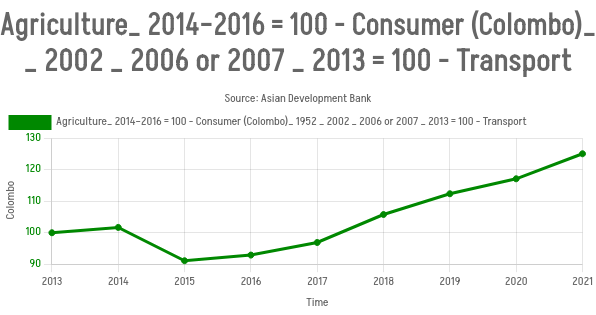 Agriculture_ 2014-2016 = 100 - Consumer (Colombo)_
_ 2002 _ 2006 or 2007 _ 2013 = 100 - Transport
Source: Asian Development Bank
Agriculture_ 2014-2016 = 100 - Consumer (Colombo)_ 1952 _ 2002 _ 2006 or 2007 _ 2013 = 100 - Transport
130
120
110
100
90
Colombo
2013 2014 2015 2016 2017 2018 2019 2020 2021
Time